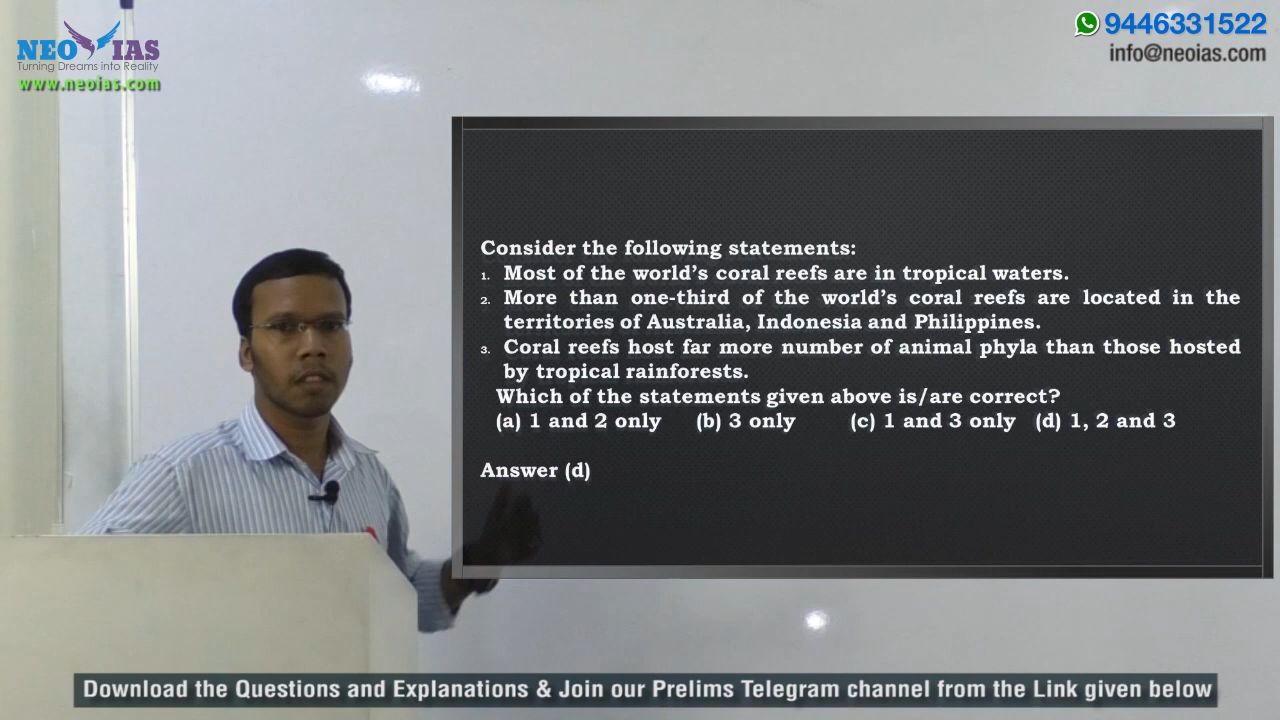 NEO IAS
Turning Dreams into Reality
www.neoias.com
9446331522
info@neoias.com
Consider the following statements:
1. Most of the world's coral reefs are in tropical waters.
2. More than one-third of the world's coral reefs are located in the
territories of Australia, Indonesia and Philippines.
3. Coral reefs host far more number of animal phyla than those hosted
by tropical rainforests.
Which of the statements given above is/are correct?
(a) 1 and 2 only (b) 3 only (c) 1 and 3 only (d) 1, 2 and 3
Answer (d)
Download the Questions and Explanations & Join our Prelims Telegram channel from the Link given below